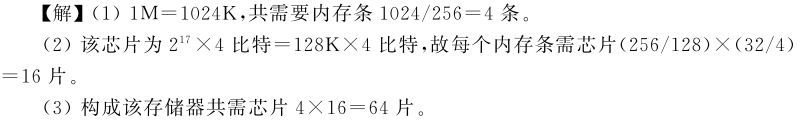 【解】(1) 1M=1024K,共需要内存条 1024/256=4 条。
(2) 该芯片为 2¹⁷×4 比特=128K×4 比特,故每个内存条需芯片(256/128)×(32/4)
=16 片。
(3) 构成该存储器共需芯片 4×16=64 片。